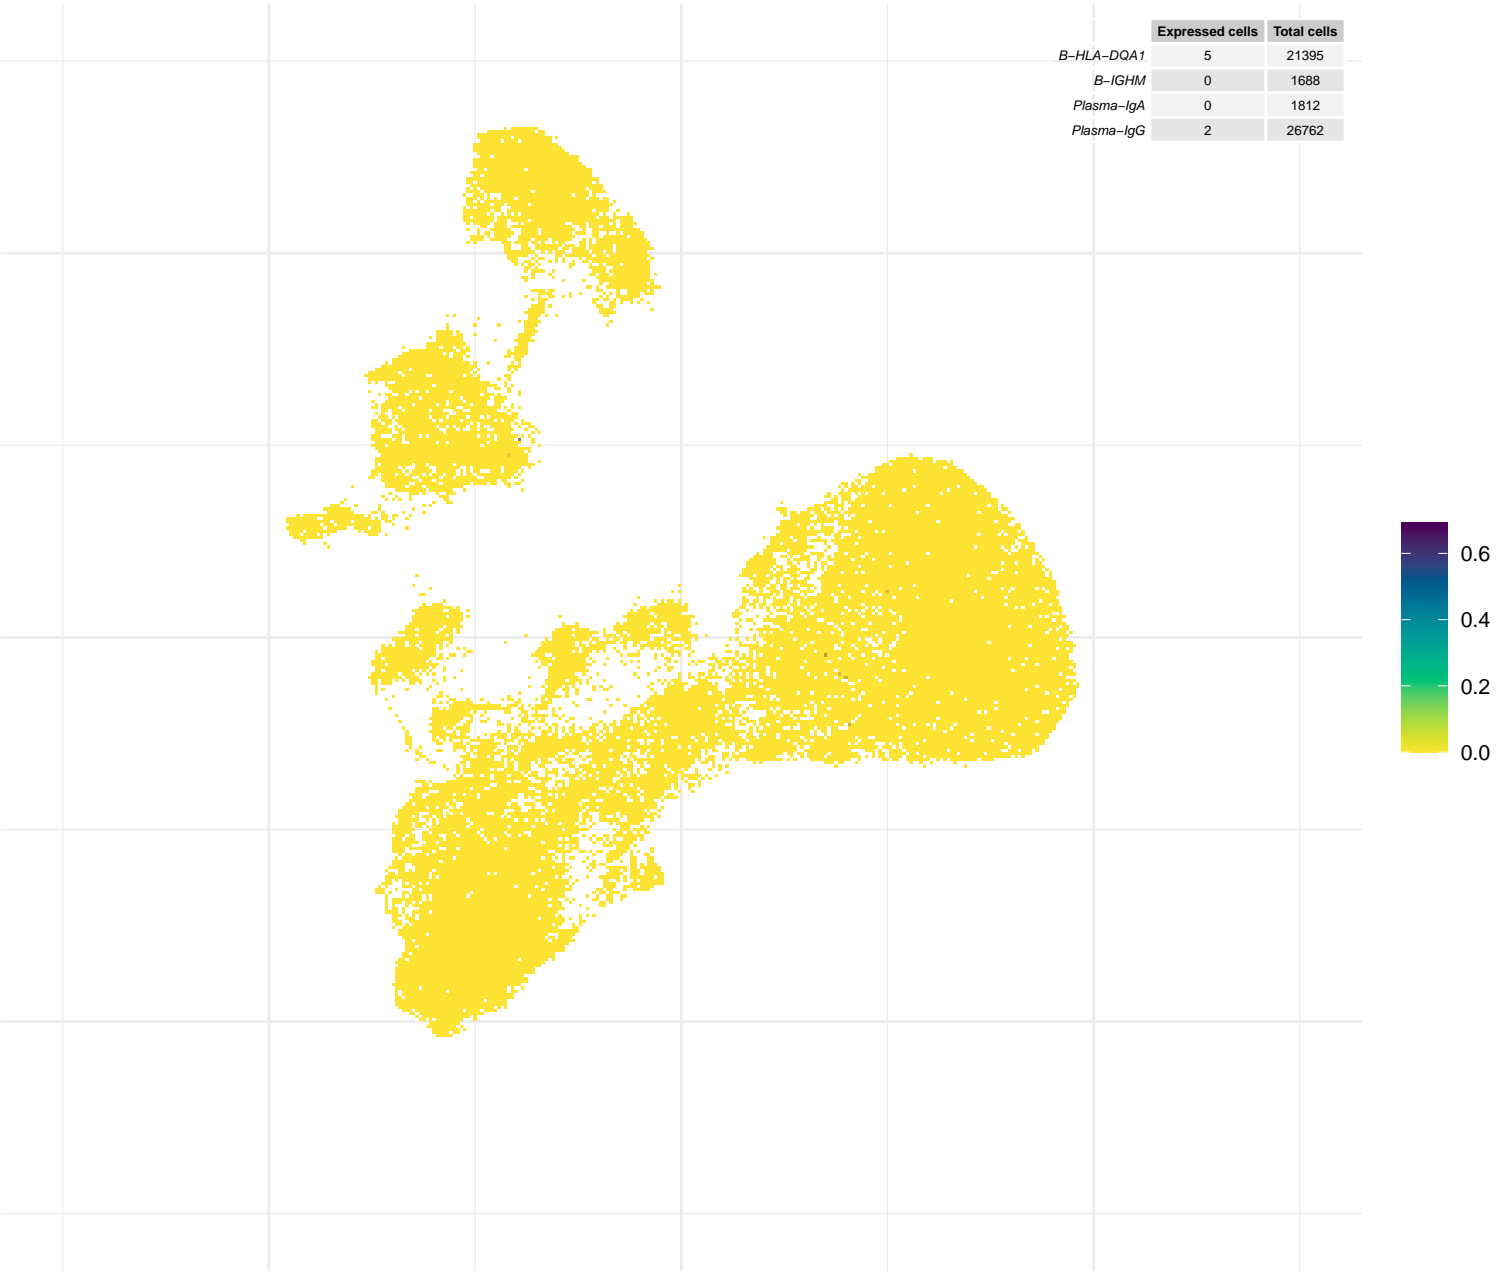 Expressed cells Total cells
B−HLA−DQA1 5 21395
B−IGHM 0 1688
Plasma−IgA 0 1812
Plasma−IgG 2 26762
0.6
0.4
0.2
0.0